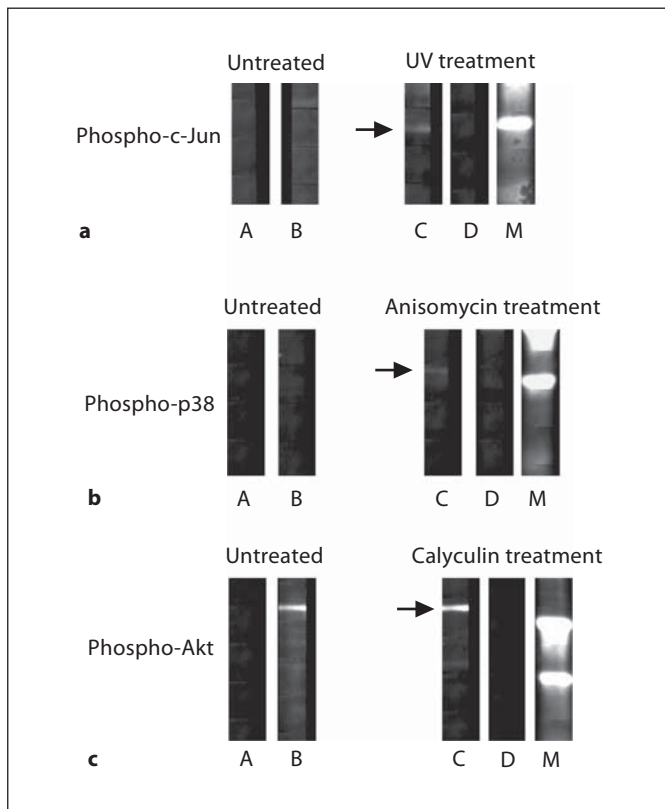 Untreated UV treatment
Phospho-c-Jun
A B C D M
a
Untreated Anisomycin treatment
Phospho-p38
A B C D M
b
Untreated Calyculin treatment
Phospho-Akt
A B C D M
c